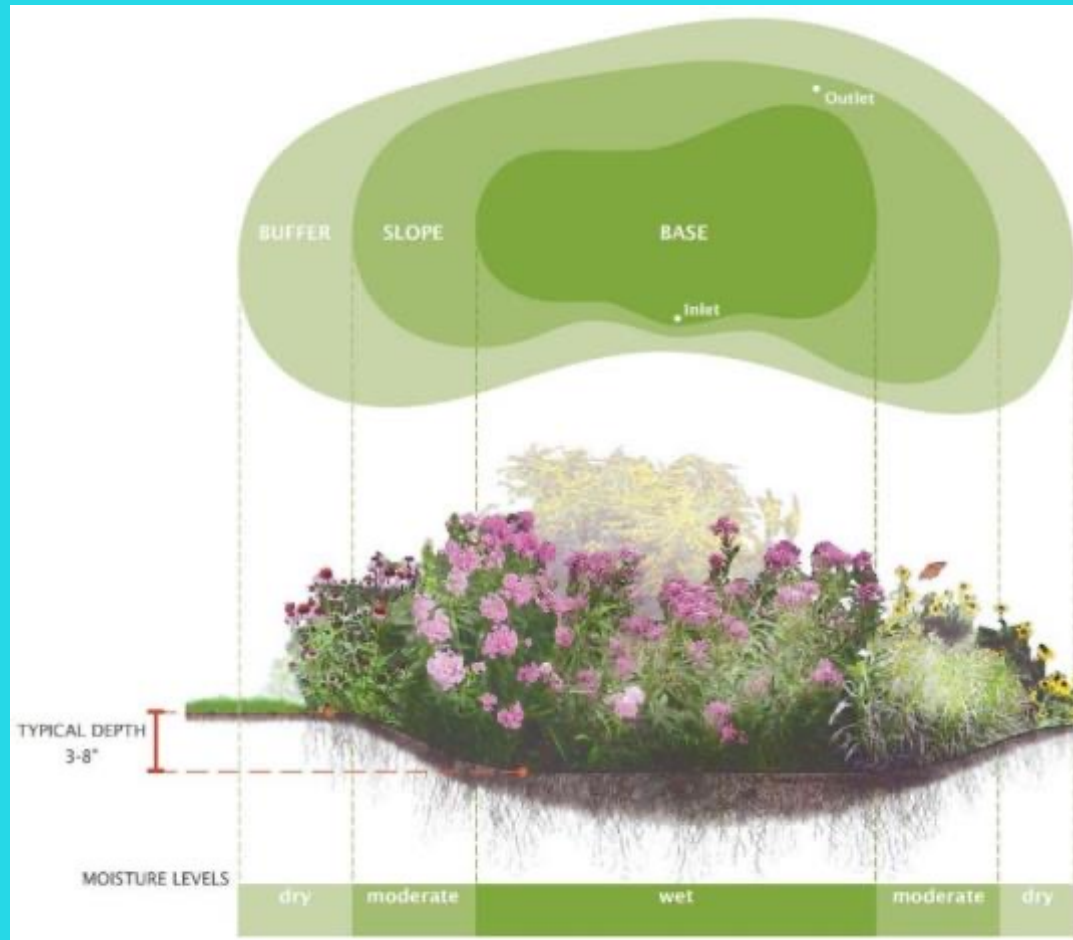 Outlet
BUFFER SLOPE BASE
Inlet
TYPICAL DEPTH
3-8"
MOISTURE LEVELS
dry moderate wet moderate dry